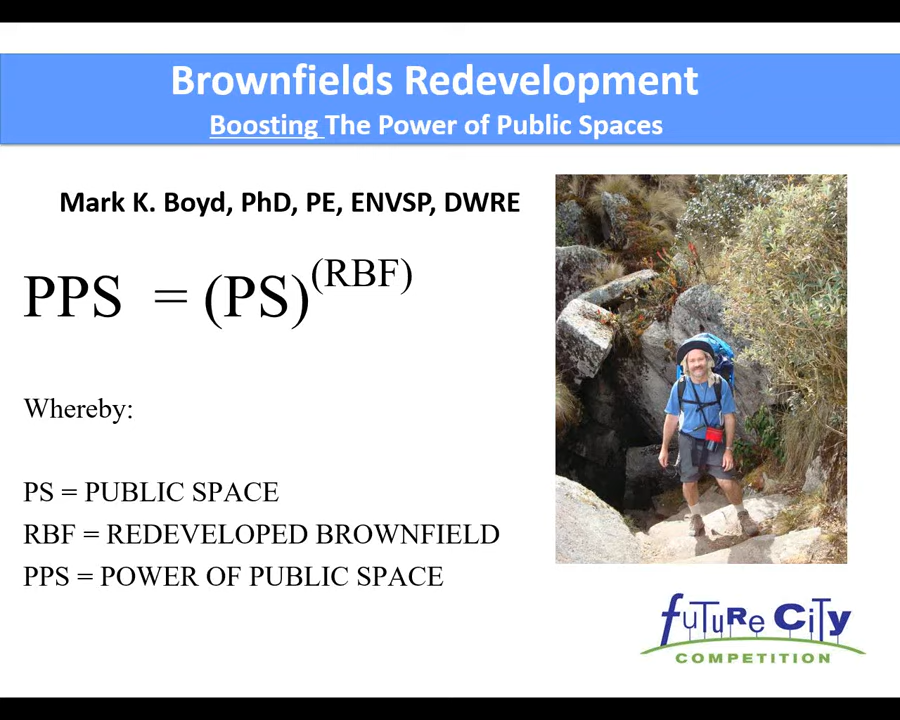 Brownfields Redevelopment
Boosting The Power of Public Spaces
Mark K. Boyd, PhD, PE, ENVSP, DWRE
PPS = (PS)^(RBF)
Whereby:
PS = PUBLIC SPACE
RBF = REDEVELOPED BROWNFIELD
PPS = POWER OF PUBLIC SPACE
FuTuRe CiTy
COMPETITION